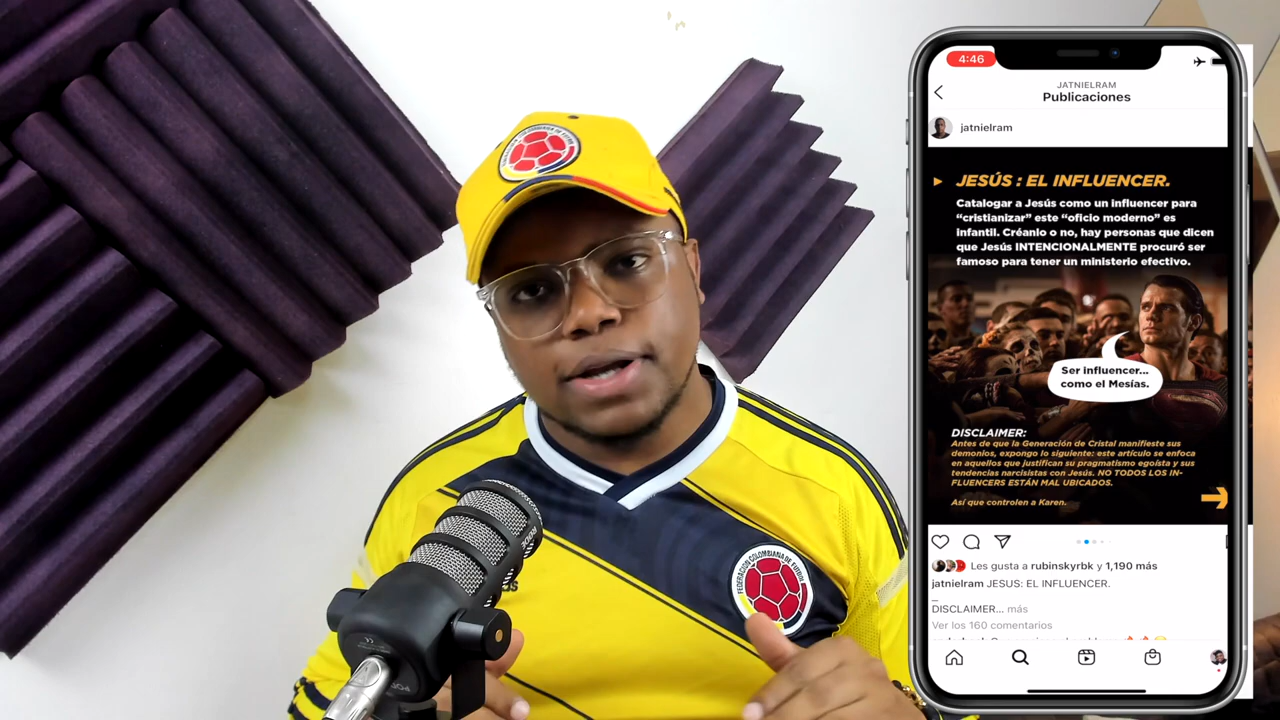 4:46
JATNIELRAM
Publicaciones
jatnielram
JESÚS : EL INFLUENCER.
Catalogar a Jesús como un influencer para
“cristianizar” este “oficio moderno” es
infantil. Créanlo o no, hay personas que dicen
que Jesús INTENCIONALMENTE procuró ser
famoso para tener un ministerio efectivo.
Ser influencer...
como el Mesías.
DISCLAIMER:
Antes de que la Generación de Cristal manifieste sus
demonios, expongo lo siguiente: este artículo se enfoca
en aquellos que justifican su pragmatismo egoísta y sus
tendencias narcisistas con Jesús. NO TODOS LOS IN-
FLUENCERS ESTÁN MAL UBICADOS.
Así que controlen a Karen.
Les gusta a rubinskyrbk y 1,190 más
jatnielram JESUS: EL INFLUENCER.
_
DISCLAIMER... más
Ver los 160 comentarios
FEDERACION COLOMBIANA DE FUTBOL
RØDE
POD